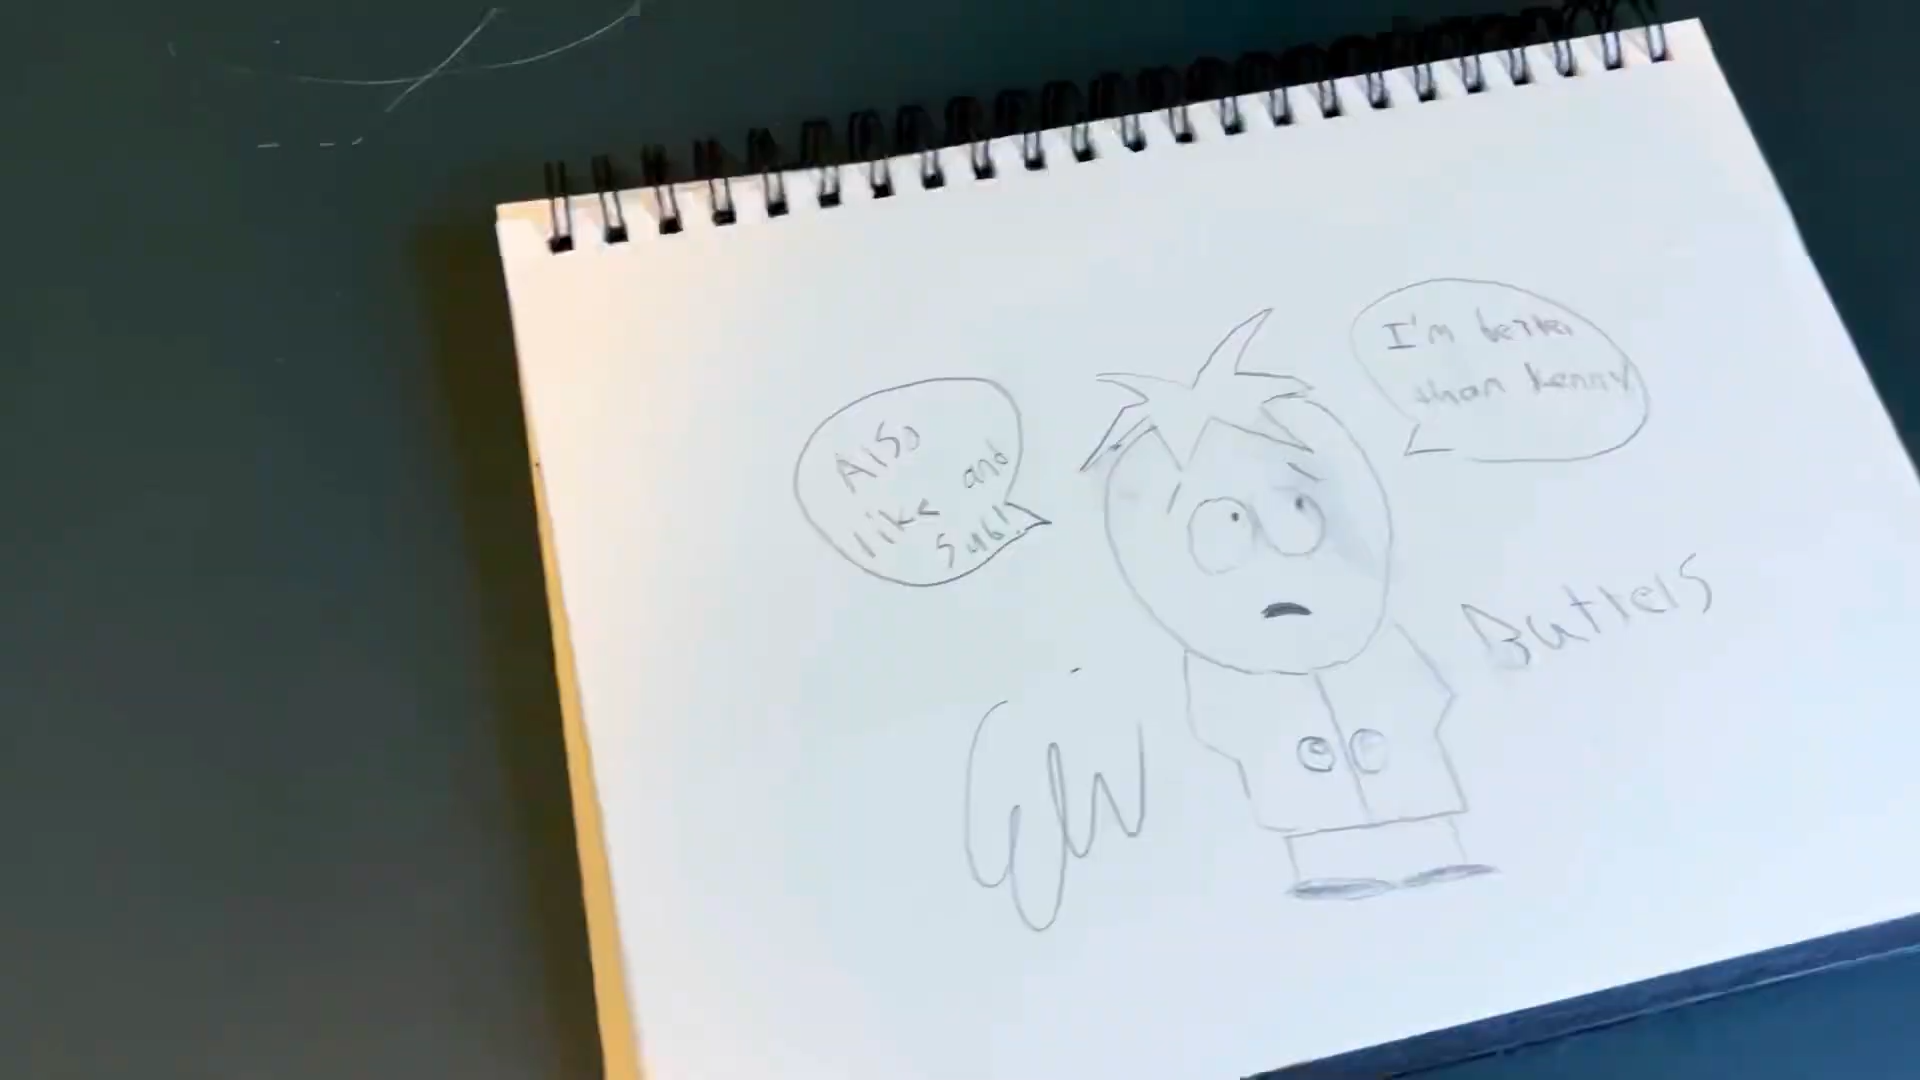 I'm better
than kenny
Also
like and
sub!
Butters